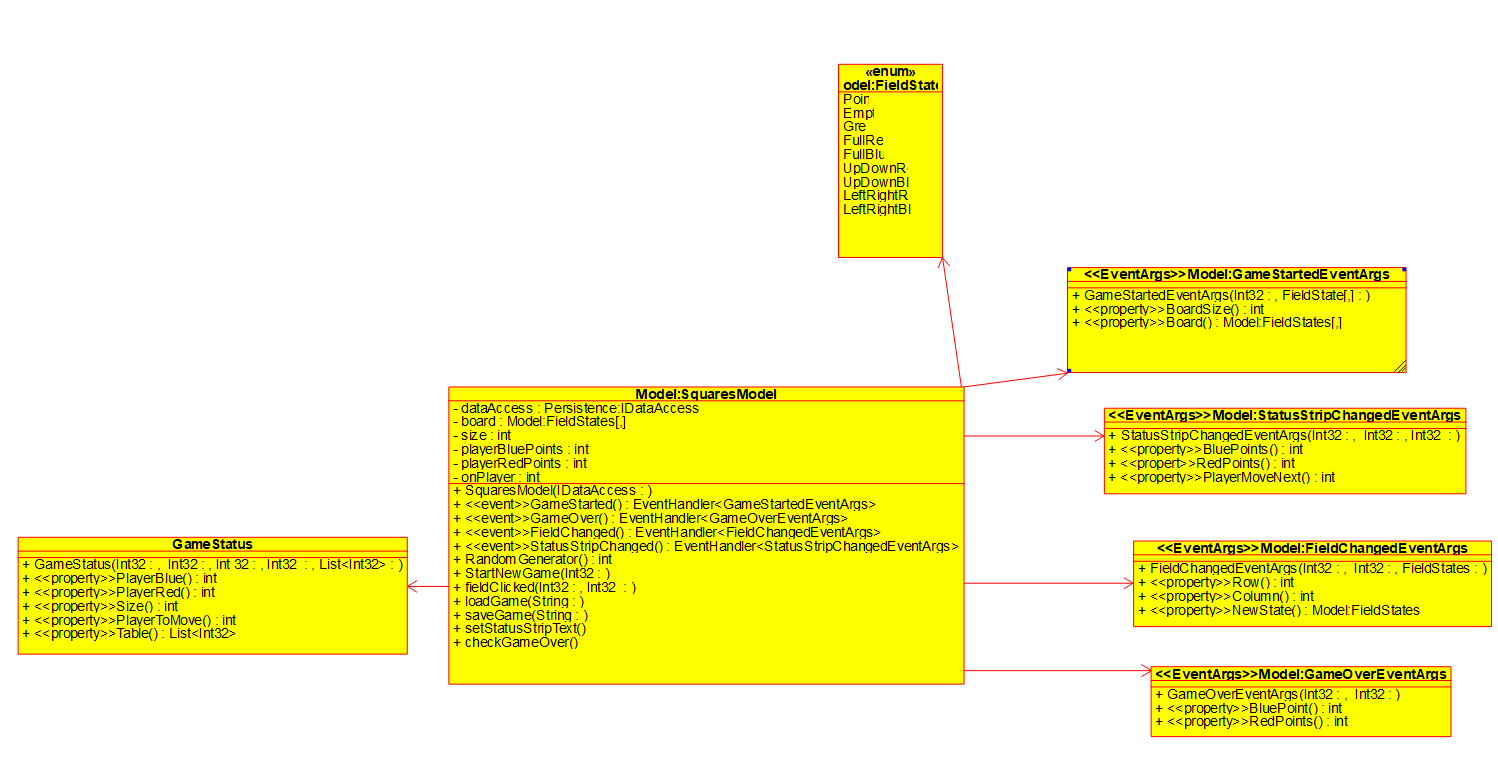 «enum»
odel:FieldState
Poin
Empt
Gre
FullRe
FullBlu
UpDownR
UpDownBl
LeftRightR
LeftRightBl
<<EventArgs>>Model:GameStartedEventArgs
+ GameStartedEventArgs(Int32 : , FieldState[,] : )
+ <<property>>BoardSize() : int
+ <<property>>Board() : Model:FieldStates[,]
Model:SquaresModel
- dataAccess : Persistence:IDataAccess
- board : Model:FieldStates[,]
- size : int
- playerBluePoints : int
- playerRedPoints : int
- onPlayer : int
+ SquaresModel(IDataAccess : )
+ <<event>>GameStarted() : EventHandler<GameStartedEventArgs>
+ <<event>>GameOver() : EventHandler<GameOverEventArgs>
+ <<event>>FieldChanged() : EventHandler<FieldChangedEventArgs>
+ <<event>>StatusStripChanged() : EventHandler<StatusStripChangedEventArgs>
+ RandomGenerator() : int
+ StartNewGame(Int32 : )
+ fieldClicked(Int32 : , Int32 : )
+ loadGame(String : )
+ saveGame(String : )
+ setStatusStripText()
+ checkGameOver()
<<EventArgs>>Model:StatusStripChangedEventArgs
+ StatusStripChangedEventArgs(Int32 : , Int32 : , Int32 : )
+ <<property>>BluePoints() : int
+ <<propert>>RedPoints() : int
+ <<property>>PlayerMoveNext() : int
GameStatus
+ GameStatus(Int32 : , Int32 : , Int 32 : , Int32 : , List<Int32> : )
+ <<property>>PlayerBlue() : int
+ <<property>>PlayerRed() : int
+ <<property>>Size() : int
+ <<property>>PlayerToMove() : int
+ <<property>>Table() : List<Int32>
<<EventArgs>>Model:FieldChangedEventArgs
+ FieldChangedEventArgs(Int32 : , Int32 : , FieldStates : )
+ <<property>>Row() : int
+ <<property>>Column() : int
+ <<property>>NewState() : Model:FieldStates
<<EventArgs>>Model:GameOverEventArgs
+ GameOverEventArgs(Int32 : , Int32 : )
+ <<property>>BluePoint() : int
+ <<property>>RedPoints() : int